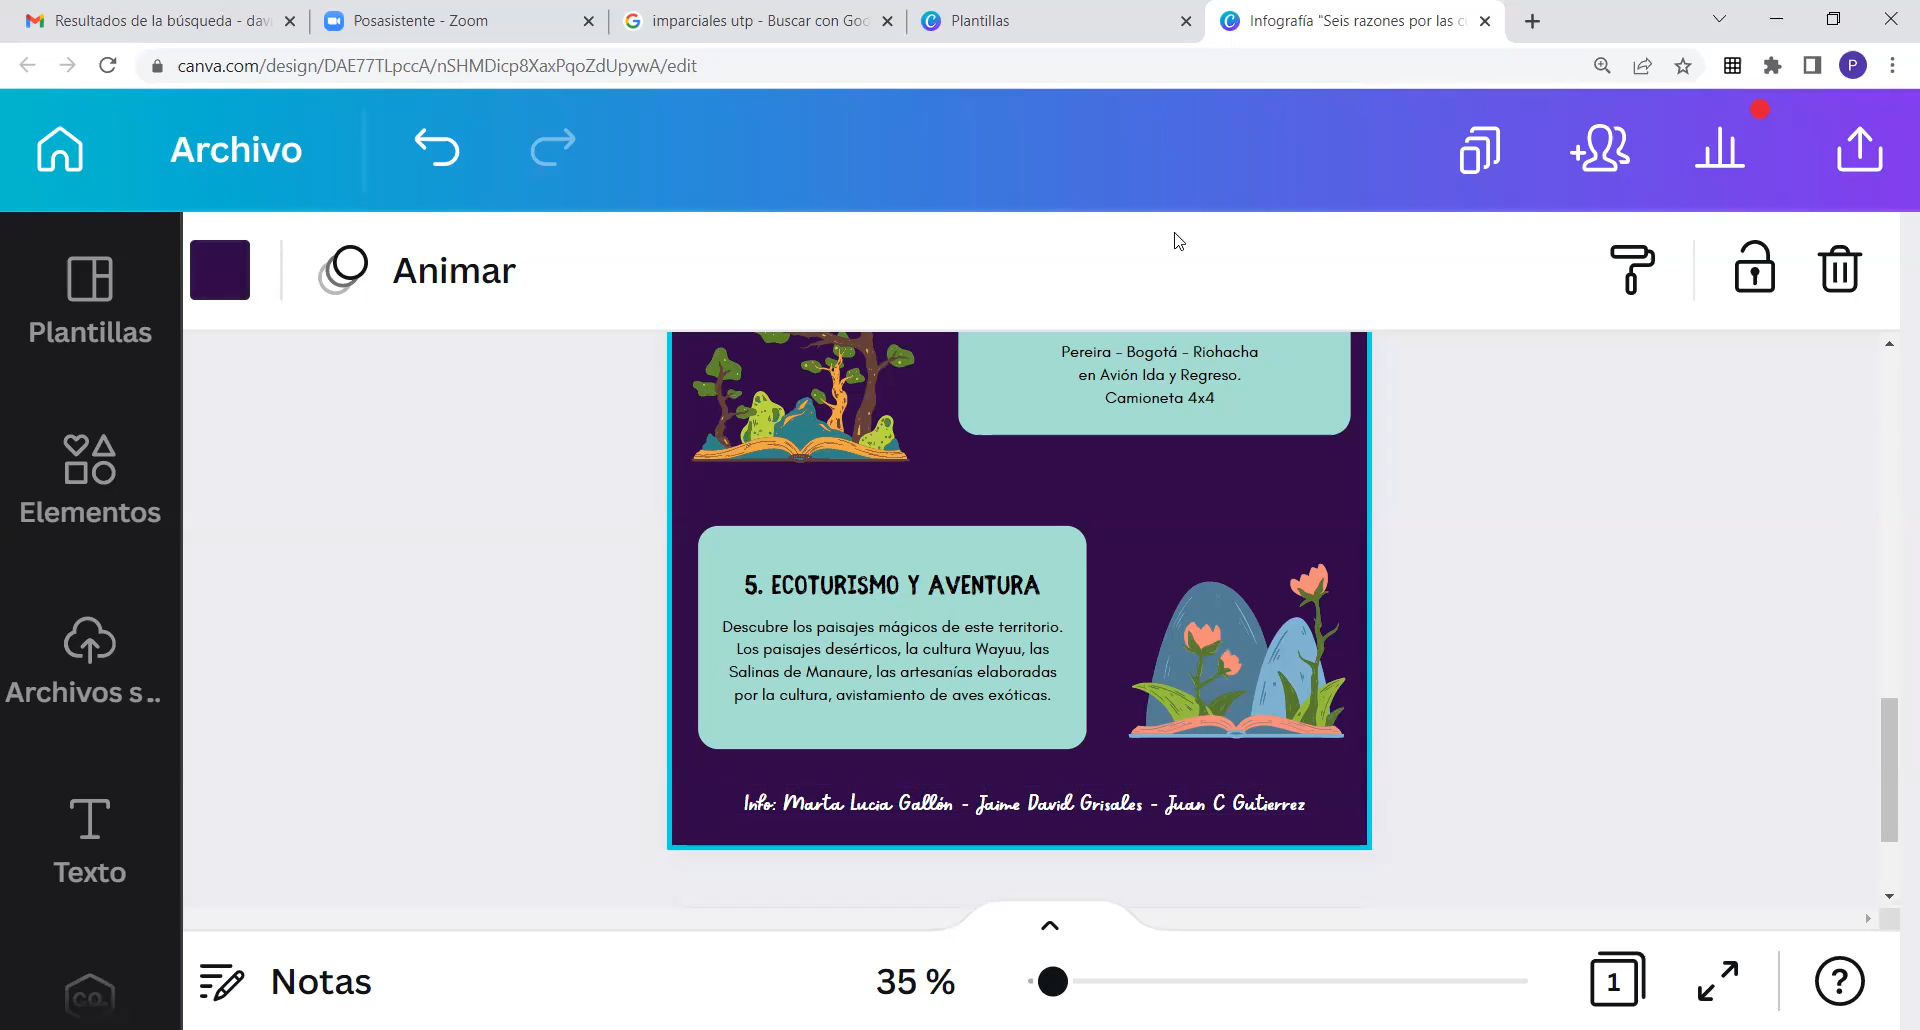 Resultados de la búsqueda - dav
Posasistente - Zoom
imparciales utp - Buscar con Goo
Plantillas
Infografía "Seis razones por las c
canva.com/design/DAE77TLpccA/nSHMDicp8XaxPqoZdUpywA/edit
P
Archivo
Animar
Plantillas
Elementos
Archivos s...
Texto
co.
Pereira - Bogotá - Riohacha
en Avión Ida y Regreso.
Camioneta 4x4
5. ECOTURISMO Y AVENTURA
Descubre los paisajes mágicos de este territorio.
Los paisajes desérticos, la cultura Wayuu, las
Salinas de Manaure, las artesanías elaboradas
por la cultura, avistamiento de aves exóticas.
Info: Marta Lucia Gallón - Jaime David Grisales - Juan C Gutierrez
Notas
35 %
1
?